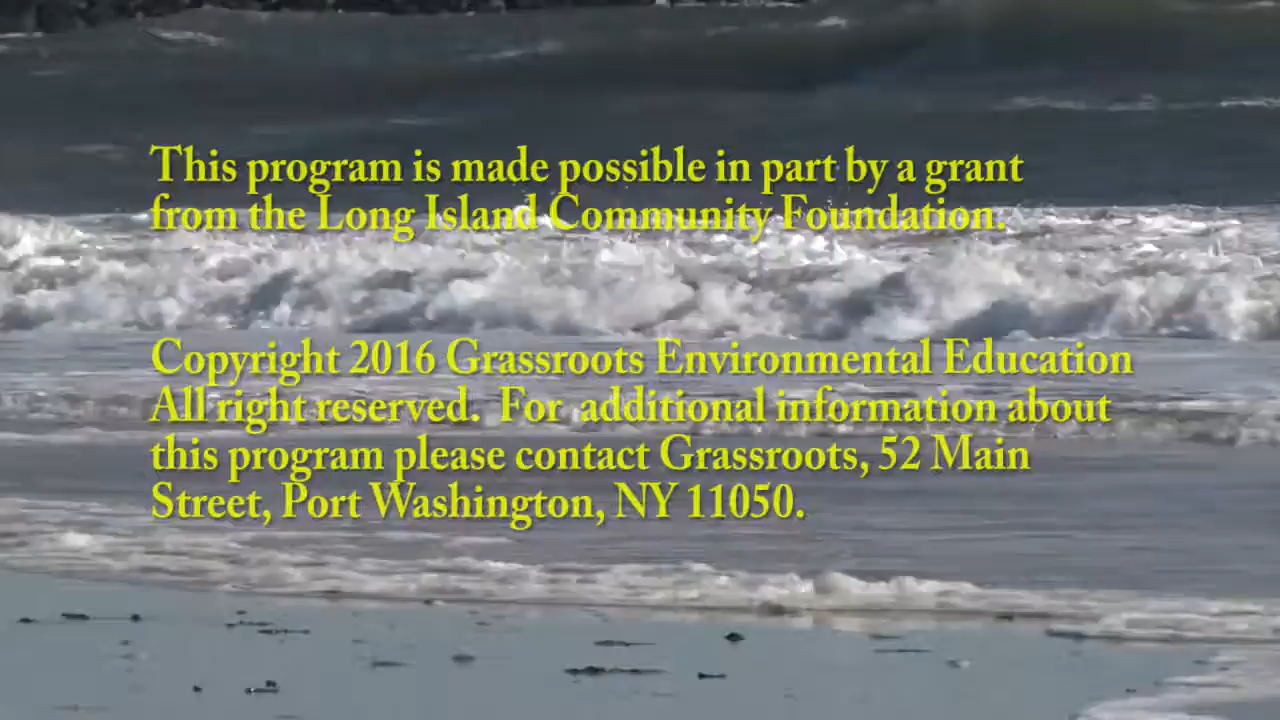 This program is made possible in part by a grant
from the Long Island Community Foundation.
Copyright 2016 Grassroots Environmental Education
All right reserved. For additional information about
this program please contact Grassroots, 52 Main
Street, Port Washington, NY 11050.